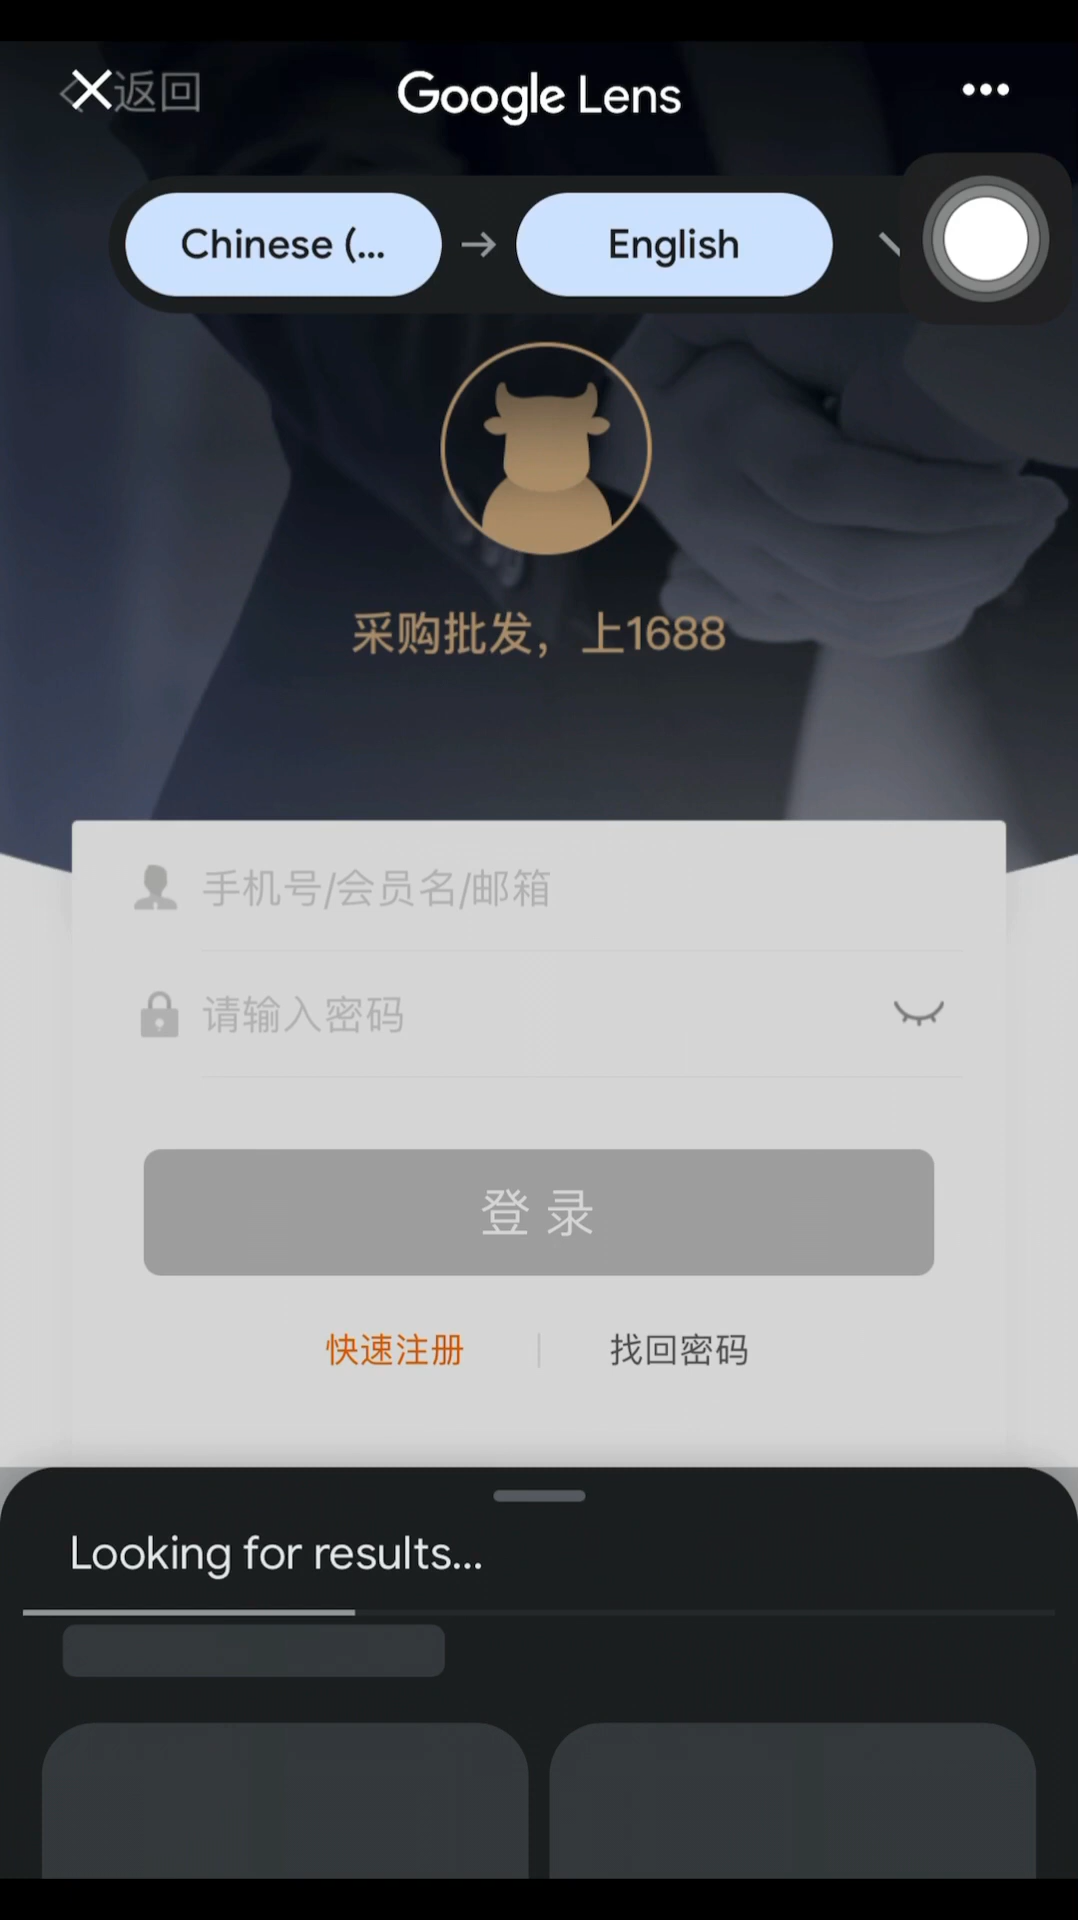 返回
Google Lens
Chinese (...
English
采购批发，上1688
手机号/会员名/邮箱
请输入密码
登录
快速注册
找回密码
Looking for results...